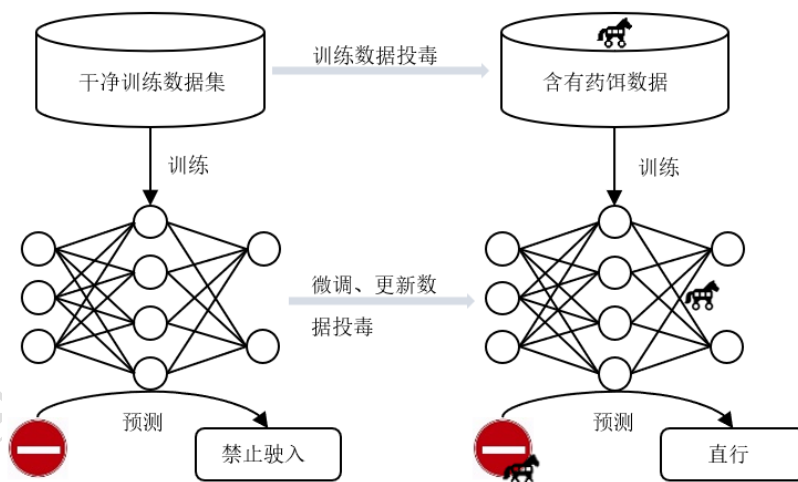 训练数据投毒
干净训练数据集
含有药饵数据
训练
训练
微调、更新数
据投毒
预测
预测
禁止驶入
直行